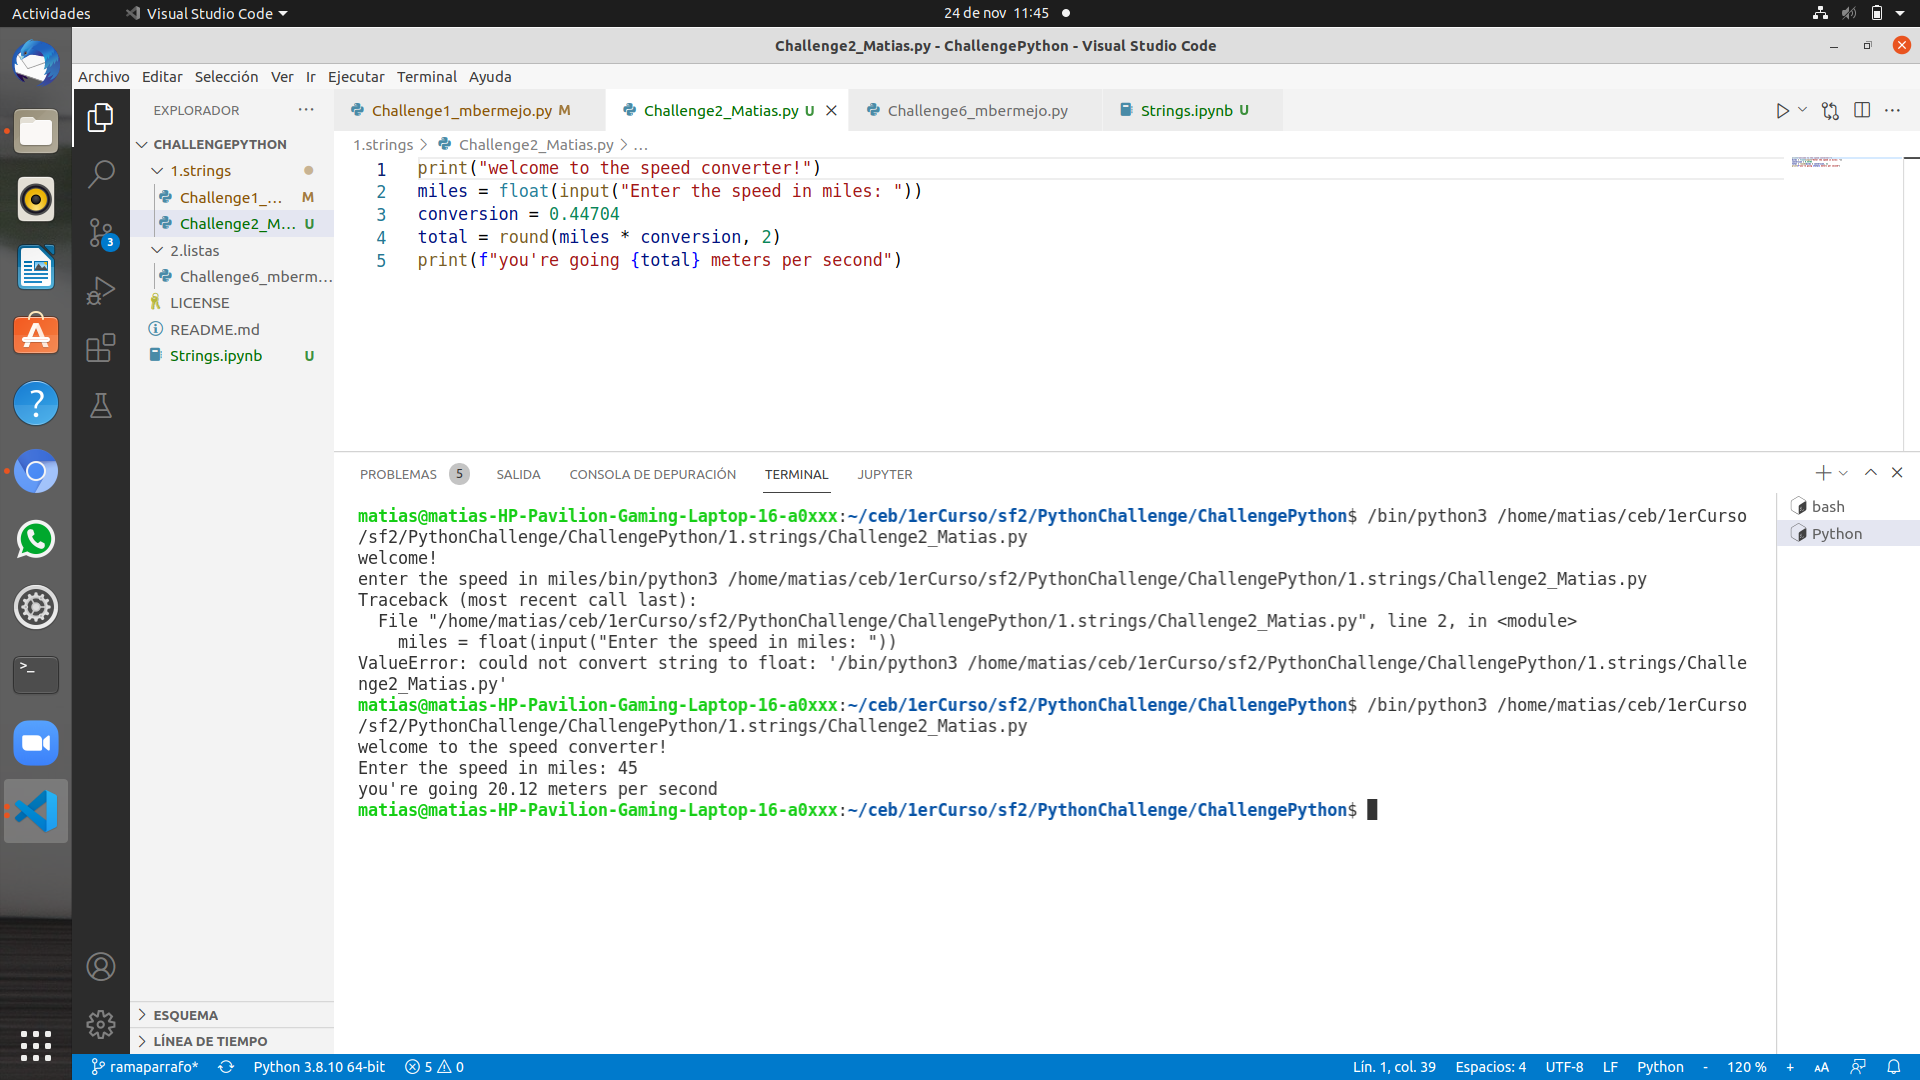 Actividades
Visual Studio Code
24 de nov 11:45
Challenge2_Matias.py - ChallengePython - Visual Studio Code
Archivo Editar Selección Ver Ir Ejecutar Terminal Ayuda
EXPLORADOR
CHALLENGEPYTHON
1.strings
Challenge1_... M
Challenge2_M... U
2.listas
Challenge6_mberm...
LICENSE
README.md
Strings.ipynb U
ESQUEMA
LÍNEA DE TIEMPO
3
Challenge1_mbermejo.py M
Challenge2_Matias.py U
Challenge6_mbermejo.py
Strings.ipynb U
1.strings > Challenge2_Matias.py > ...
1 print("welcome to the speed converter!")
2 miles = float(input("Enter the speed in miles: "))
3 conversion = 0.44704
4 total = round(miles * conversion, 2)
5 print(f"you're going {total} meters per second")
PROBLEMAS 5 SALIDA CONSOLA DE DEPURACIÓN TERMINAL JUPYTER
matias@matias-HP-Pavilion-Gaming-Laptop-16-a0xxx:~/ceb/1erCurso/sf2/PythonChallenge/ChallengePython$ /bin/python3 /home/matias/ceb/1erCurso
/sf2/PythonChallenge/ChallengePython/1.strings/Challenge2_Matias.py
welcome!
enter the speed in miles/bin/python3 /home/matias/ceb/1erCurso/sf2/PythonChallenge/ChallengePython/1.strings/Challenge2_Matias.py
Traceback (most recent call last):
File "/home/matias/ceb/1erCurso/sf2/PythonChallenge/ChallengePython/1.strings/Challenge2_Matias.py", line 2, in <module>
miles = float(input("Enter the speed in miles: "))
ValueError: could not convert string to float: '/bin/python3 /home/matias/ceb/1erCurso/sf2/PythonChallenge/ChallengePython/1.strings/Challe
nge2_Matias.py'
matias@matias-HP-Pavilion-Gaming-Laptop-16-a0xxx:~/ceb/1erCurso/sf2/PythonChallenge/ChallengePython$ /bin/python3 /home/matias/ceb/1erCurso
/sf2/PythonChallenge/ChallengePython/1.strings/Challenge2_Matias.py
welcome to the speed converter!
Enter the speed in miles: 45
you're going 20.12 meters per second
matias@matias-HP-Pavilion-Gaming-Laptop-16-a0xxx:~/ceb/1erCurso/sf2/PythonChallenge/ChallengePython$
bash
Python
ramaparrafo* Python 3.8.10 64-bit 5 0
Lín. 1, col. 39 Espacios: 4 UTF-8 LF Python - 120 % + AA